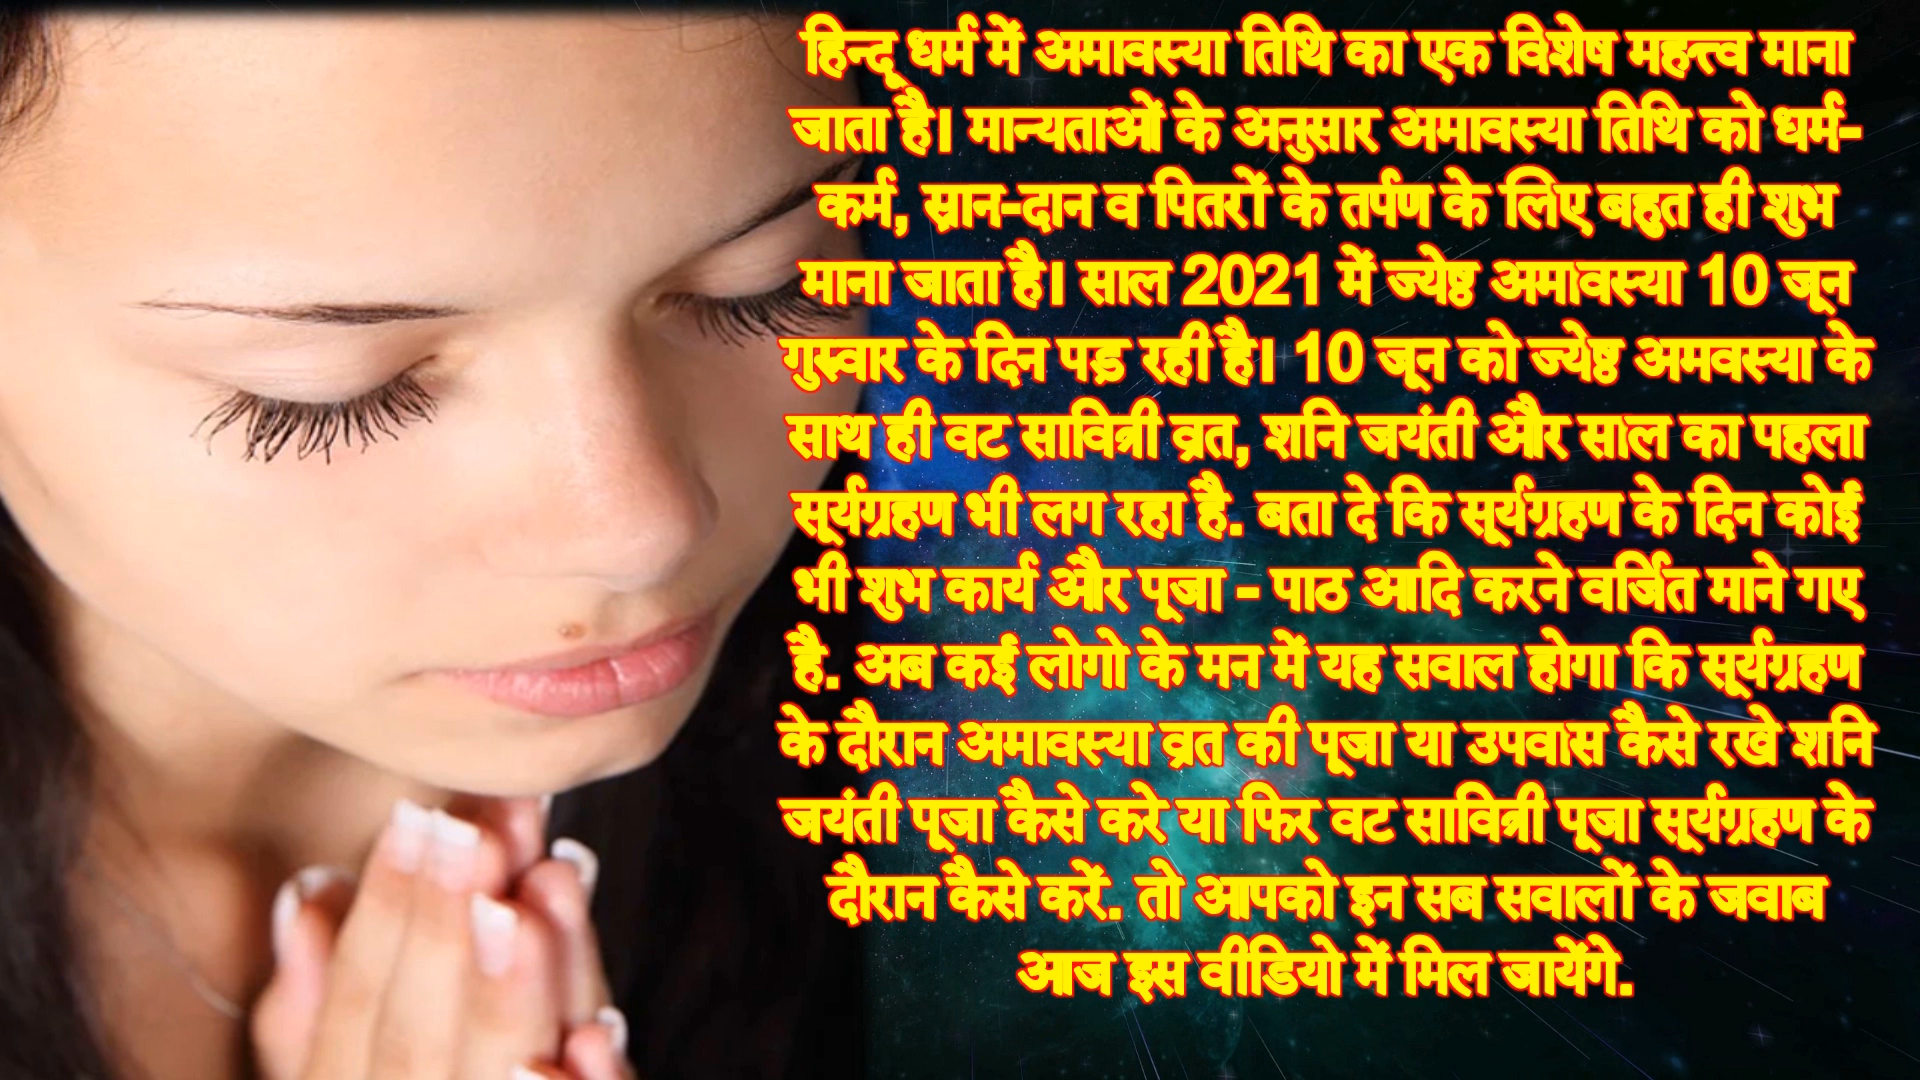 हिन्दू धर्म में अमावस्या तिथि का एक विशेष महत्त्व माना
जाता है। मान्यताओं के अनुसार अमावस्या तिथि को धर्म-
कर्म, स्नान-दान व पितरों के तर्पण के लिए बहुत ही शुभ
माना जाता है। साल 2021 में ज्येष्ठ अमावस्या 10 जून
गुरुवार के दिन पड़ रही है। 10 जून को ज्येष्ठ अमवस्या के
साथ ही वट सावित्री व्रत, शनि जयंती और साल का पहला
सूर्यग्रहण भी लग रहा है. बता दे कि सूर्यग्रहण के दिन कोई
भी शुभ कार्य और पूजा - पाठ आदि करने वर्जित माने गए
है. अब कई लोगो के मन में यह सवाल होगा कि सूर्यग्रहण
के दौरान अमावस्या व्रत की पूजा या उपवास कैसे रखे शनि
जयंती पूजा कैसे करे या फिर वट सावित्री पूजा सूर्यग्रहण के
दौरान कैसे करें. तो आपको इन सब सवालों के जवाब
आज इस वीडियो में मिल जायेंगे.